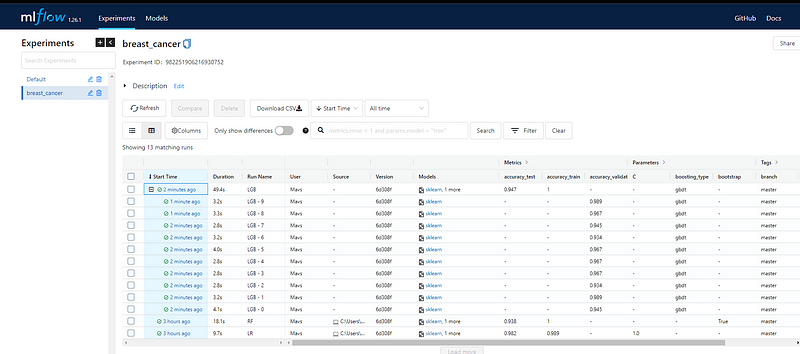 mlflow 1.26.1 Experiments Models GitHub Docs
Experiments + <
Search Experiments
Default
breast_cancer
breast_cancer
Share
Experiment ID: 982251906216930752
Description Edit
Refresh Compare Delete Download CSV Start Time All time
Columns Only show differences metrics.rmse < 1 and params.model = "tree" Search Filter Clear
Showing 13 matching runs
Metrics > Parameters > Tags >
Start Time Duration Run Name User Source Version Models accuracy_test accuracy_train accuracy_validat C boosting_type bootstrap branch
2 minutes ago 49.4s LGB Mavs - 6d308f sklearn, 1 more 0.947 1 - - gbdt - master
1 minute ago 3.2s LGB - 9 Mavs - 6d308f sklearn - - 0.989 - gbdt - master
1 minute ago 3.3s LGB - 8 Mavs - 6d308f sklearn - - 0.967 - gbdt - master
2 minutes ago 2.8s LGB - 7 Mavs - 6d308f sklearn - - 0.945 - gbdt - master
2 minutes ago 3.2s LGB - 6 Mavs - 6d308f sklearn - - 0.934 - gbdt - master
2 minutes ago 4.0s LGB - 5 Mavs - 6d308f sklearn - - 0.967 - gbdt - master
2 minutes ago 2.8s LGB - 4 Mavs - 6d308f sklearn - - 0.967 - gbdt - master
2 minutes ago 2.8s LGB - 3 Mavs - 6d308f sklearn - - 0.967 - gbdt - master
2 minutes ago 2.8s LGB - 2 Mavs - 6d308f sklearn - - 0.934 - gbdt - master
2 minutes ago 3.2s LGB - 1 Mavs - 6d308f sklearn - - 0.989 - gbdt - master
2 minutes ago 4.1s LGB - 0 Mavs - 6d308f sklearn - - 0.945 - gbdt - master
3 hours ago 18.1s RF Mavs C:\Users\... 6d308f sklearn, 1 more 0.938 1 - - - True master
3 hours ago 9.7s LR Mavs C:\Users\... 6d308f sklearn, 1 more 0.982 0.989 - 1.0 - - master
Load more